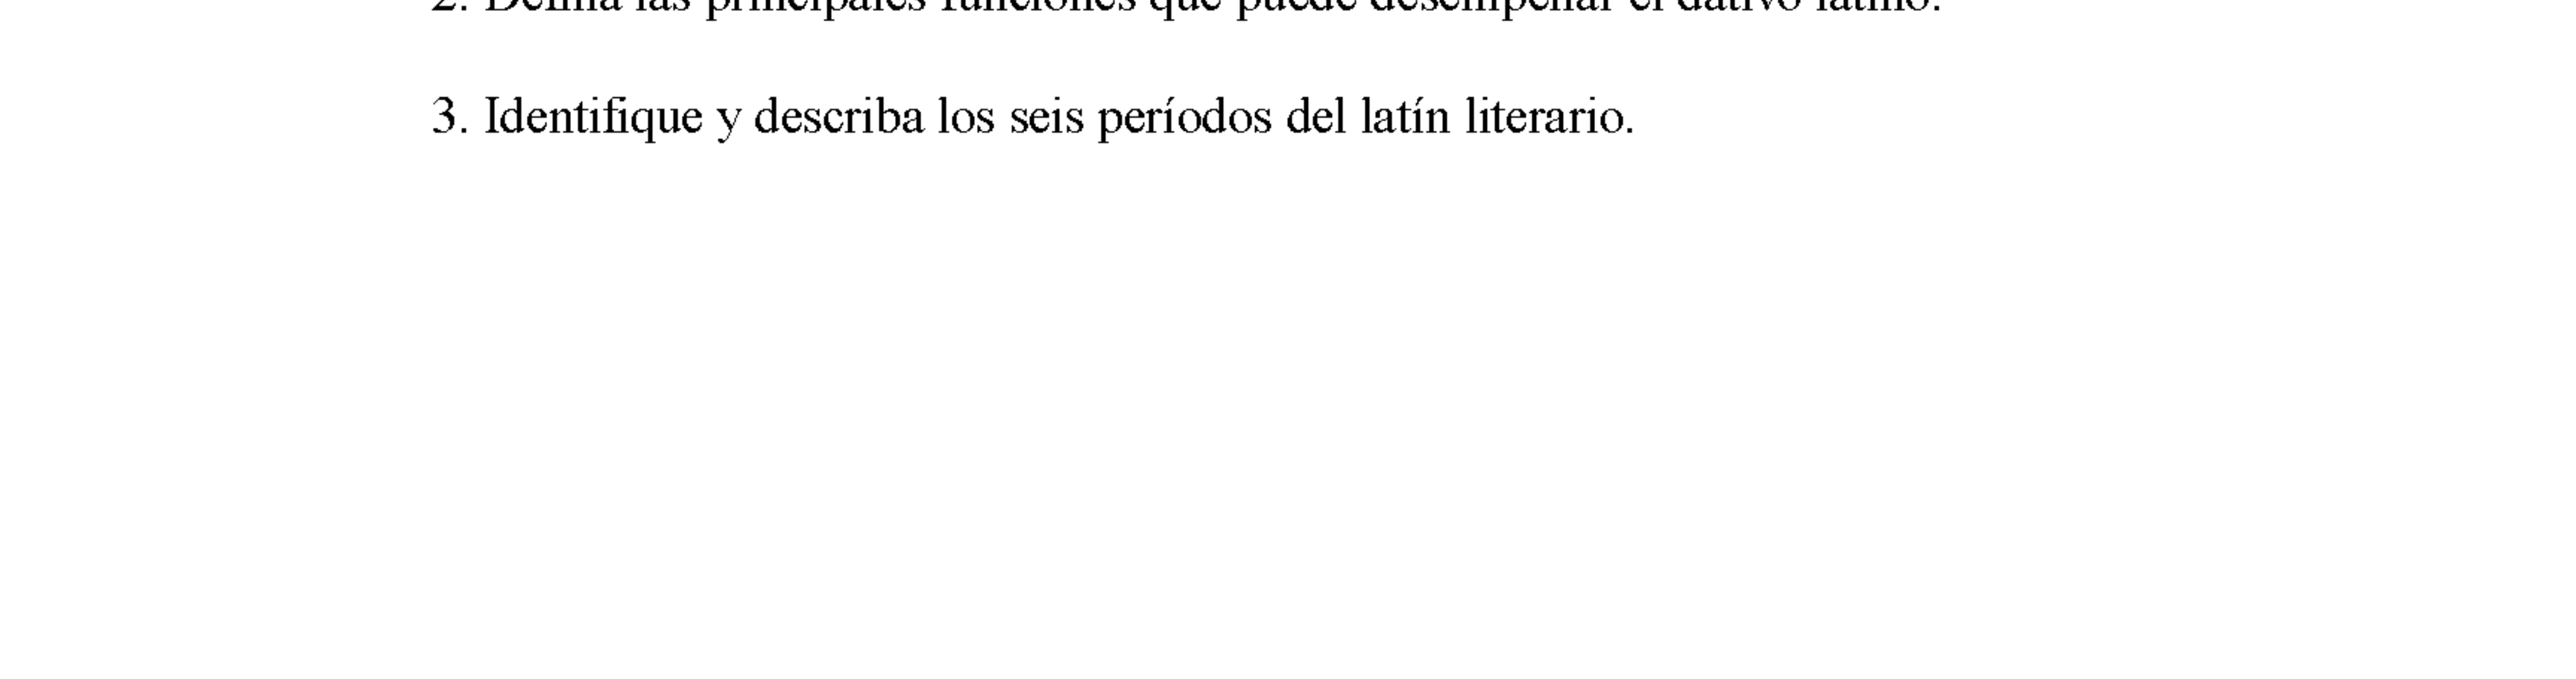 2. Defina las principales funciones que puede desempeñar el dativo latino.
3. Identifique y describa los seis períodos del latín literario.